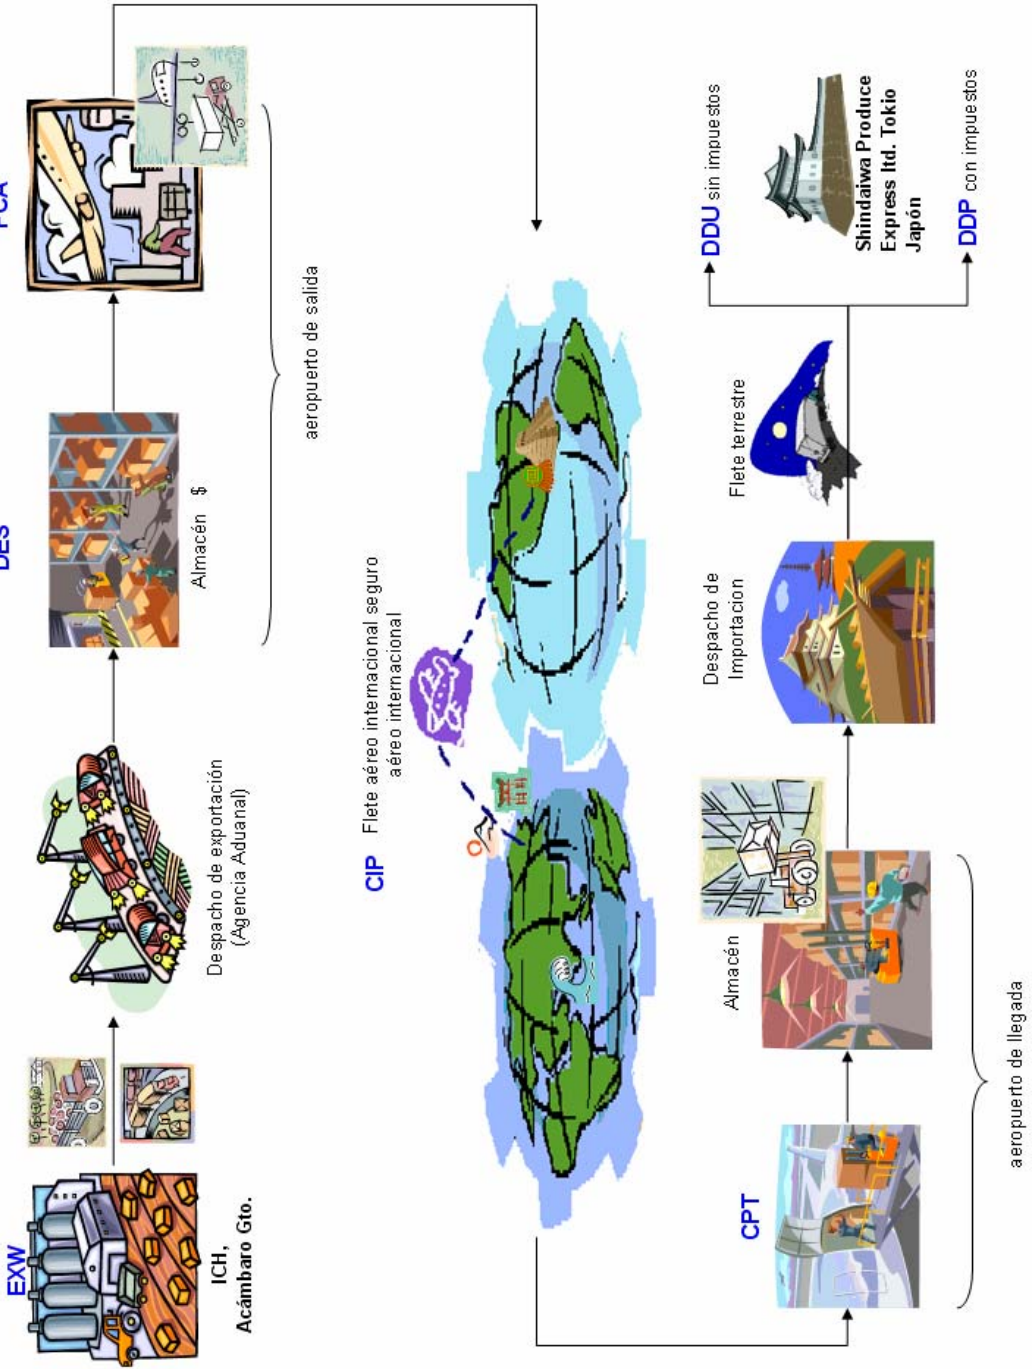 EXW
ICH,
Acámbaro Gto.
Despacho de exportación
(Agencia Aduanal)
DES
Almacén $
FCA
aeropuerto de salida
CIP
Flete aéreo internacional seguro
aéreo internacional
CPT
Almacén
aeropuerto de llegada
Despacho de
Importacion
Flete terrestre
DDU sin impuestos
Shindaiwa Produce
Express ltd. Tokio
Japón
DDP con impuestos